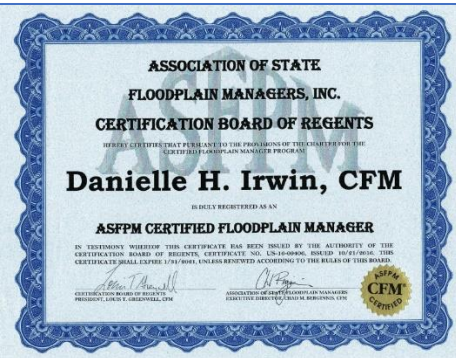 ASSOCIATION OF STATE
FLOODPLAIN MANAGERS, INC.
CERTIFICATION BOARD OF REGENTS
HEREBY CERTIFIES THAT PURSUANT TO THE PROVISIONS OF THE CHARTER FOR THE
CERTIFIED FLOODPLAIN MANAGER PROGRAM
Danielle H. Irwin, CFM
IS DULY REGISTERED AS AN
ASFPM CERTIFIED FLOODPLAIN MANAGER
IN TESTIMONY WHEREOF THIS CERTIFICATE HAS BEEN ISSUED BY THE AUTHORITY OF THE
CERTIFICATION BOARD OF REGENTS, CERTIFICATE NO. US-16-09406, ISSUED 10/21/2016, THIS
CERTIFICATE SHALL EXPIRE 1/31/2021, UNLESS RENEWED ACCORDING TO THE RULES OF THIS BOARD.
CERTIFICATION BOARD OF REGENTS
PRESIDENT, LOUIS T. GREENWELL, CFM
ASSOCIATION OF STATE FLOODPLAIN MANAGERS
EXECUTIVE DIRECTOR, CHAD M. BERGINNIS, CFM
ASFPM
CFM
CERTIFIED
ASFPM